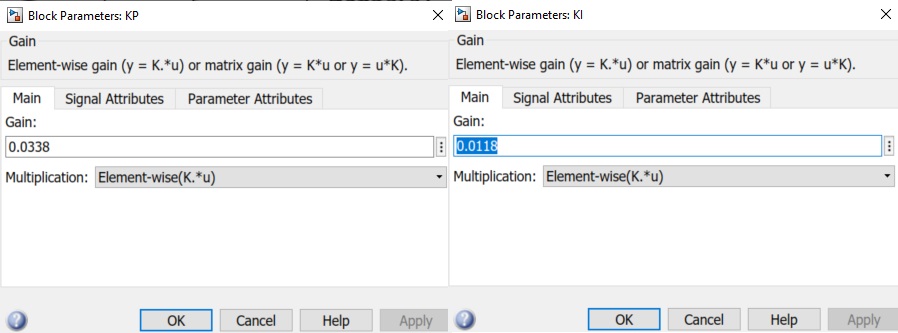 Block Parameters: KP
Gain
Element-wise gain (y = K.*u) or matrix gain (y = K*u or y = u*K).
Main Signal Attributes Parameter Attributes
Gain:
0.0338
Multiplication: Element-wise(K.*u)
OK Cancel Help Apply
Block Parameters: KI
Gain
Element-wise gain (y = K.*u) or matrix gain (y = K*u or y = u*K).
Main Signal Attributes Parameter Attributes
Gain:
0.0118
Multiplication: Element-wise(K.*u)
OK Cancel Help Apply